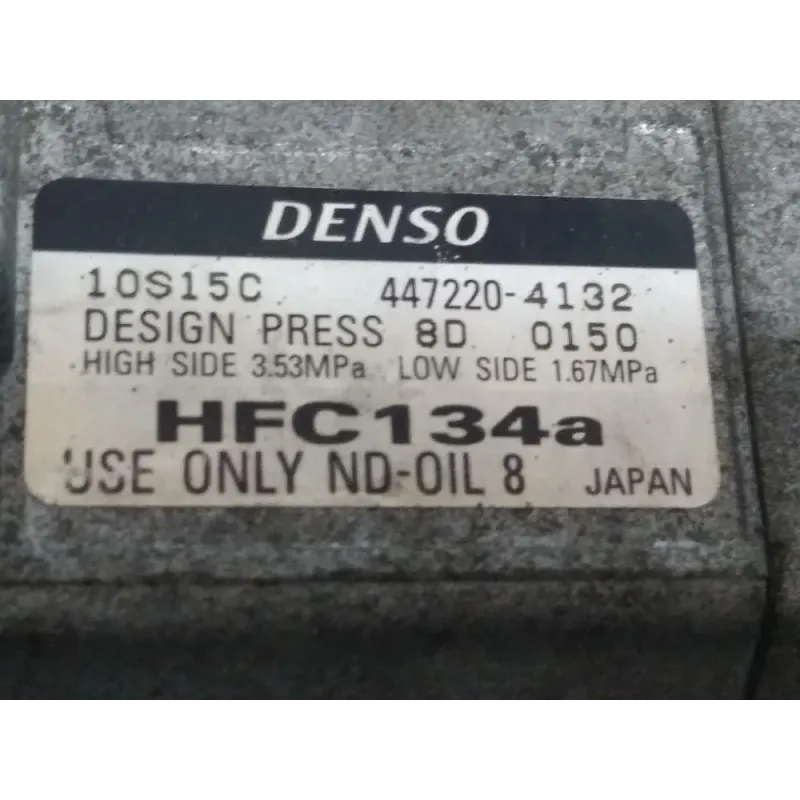 DENSO
10S15C 447220-4132
DESIGN PRESS 8D 0150
HIGH SIDE 3.53MPa LOW SIDE 1.67MPa
HFC134a
USE ONLY ND-OIL 8 JAPAN